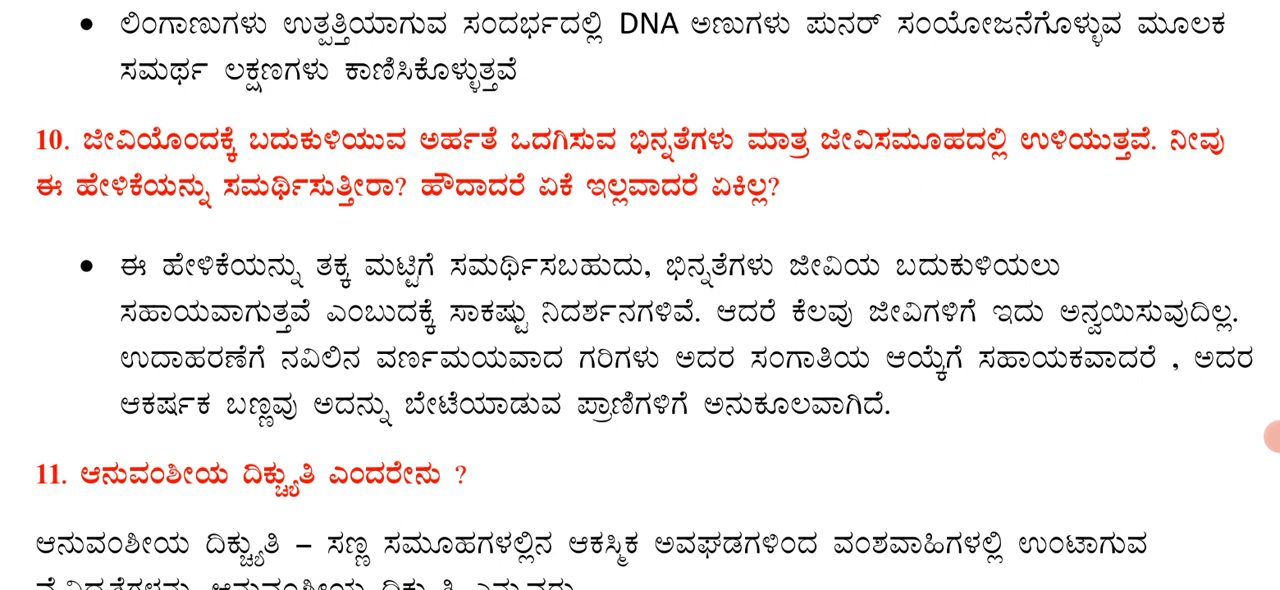 • ಲಿಂಗಾಣುಗಳು ಉತ್ಪತ್ತಿಯಾಗುವ ಸಂದರ್ಭದಲ್ಲಿ DNA ಅಣುಗಳು ಪುನರ್ ಸಂಯೋಜನೆಗೊಳ್ಳುವ ಮೂಲಕ
ಸಮರ್ಥ ಲಕ್ಷಣಗಳು ಕಾಣಿಸಿಕೊಳ್ಳುತ್ತವೆ
10. ಜೀವಿಯೊಂದಕ್ಕೆ ಬದುಕುಳಿಯುವ ಅರ್ಹತೆ ಒದಗಿಸುವ ಭಿನ್ನತೆಗಳು ಮಾತ್ರ ಜೀವಿಸಮೂಹದಲ್ಲಿ ಉಳಿಯುತ್ತವೆ. ನೀವು
ಈ ಹೇಳಿಕೆಯನ್ನು ಸಮರ್ಥಿಸುತ್ತೀರಾ? ಹೌದಾದರೆ ಏಕೆ ಇಲ್ಲವಾದರೆ ಏಕಿಲ್ಲ?
• ಈ ಹೇಳಿಕೆಯನ್ನು ತಕ್ಕ ಮಟ್ಟಿಗೆ ಸಮರ್ಥಿಸಬಹುದು, ಭಿನ್ನತೆಗಳು ಜೀವಿಯ ಬದುಕುಳಿಯಲು
ಸಹಾಯವಾಗುತ್ತವೆ ಎಂಬುದಕ್ಕೆ ಸಾಕಷ್ಟು ನಿದರ್ಶನಗಳಿವೆ. ಆದರೆ ಕೆಲವು ಜೀವಿಗಳಿಗೆ ಇದು ಅನ್ವಯಿಸುವುದಿಲ್ಲ.
ಉದಾಹರಣೆಗೆ ನವಿಲಿನ ವರ್ಣಮಯವಾದ ಗರಿಗಳು ಅದರ ಸಂಗಾತಿಯ ಆಯ್ಕೆಗೆ ಸಹಾಯಕವಾದರೆ , ಅದರ
ಆಕರ್ಷಕ ಬಣ್ಣವು ಅದನ್ನು ಬೇಟೆಯಾಡುವ ಪ್ರಾಣಿಗಳಿಗೆ ಅನುಕೂಲವಾಗಿದೆ.
11. ಆನುವಂಶೀಯ ದಿಕ್ಚ್ಯುತಿ ಎಂದರೇನು ?
ಆನುವಂಶೀಯ ದಿಕ್ಚ್ಯುತಿ – ಸಣ್ಣ ಸಮೂಹಗಳಲ್ಲಿನ ಆಕಸ್ಮಿಕ ಅವಘಡಗಳಿಂದ ವಂಶವಾಹಿಗಳಲ್ಲಿ ಉಂಟಾಗುವ